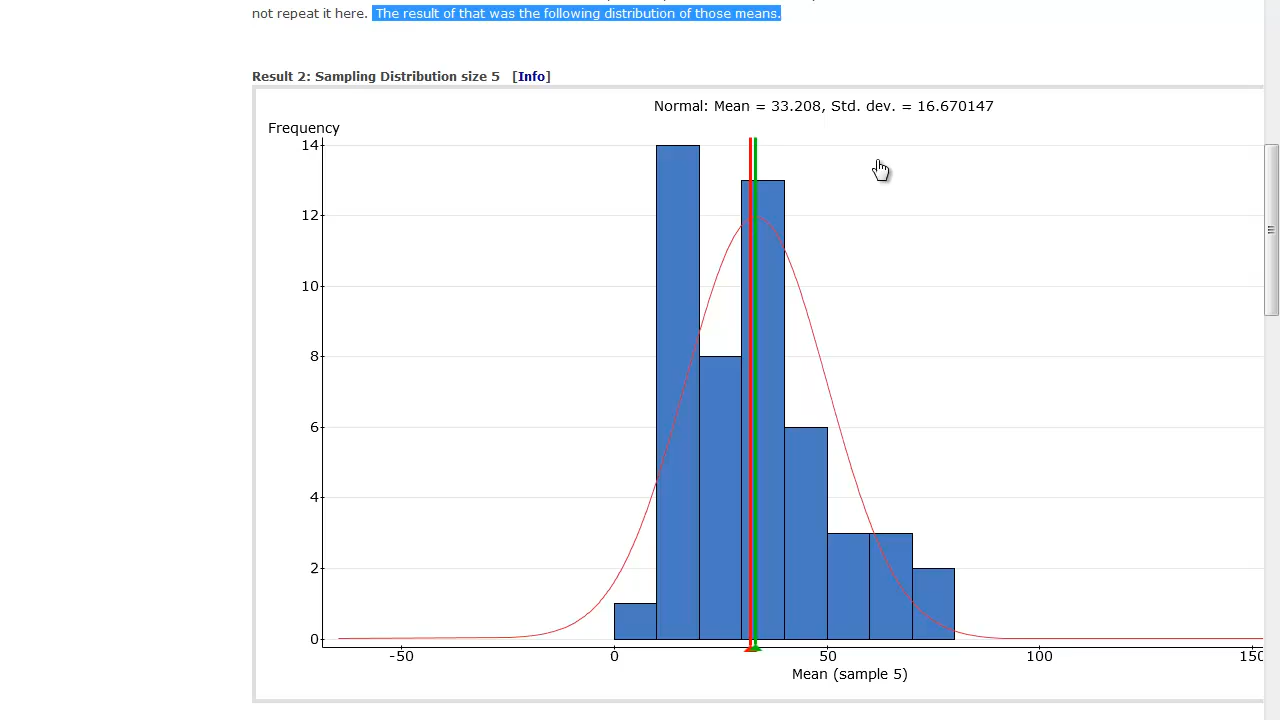 not repeat it here. The result of that was the following distribution of those means.
Result 2: Sampling Distribution size 5 [Info]
Normal: Mean = 33.208, Std. dev. = 16.670147
Frequency
14
12
10
8
6
4
2
0
-50 0 50 100 150
Mean (sample 5)